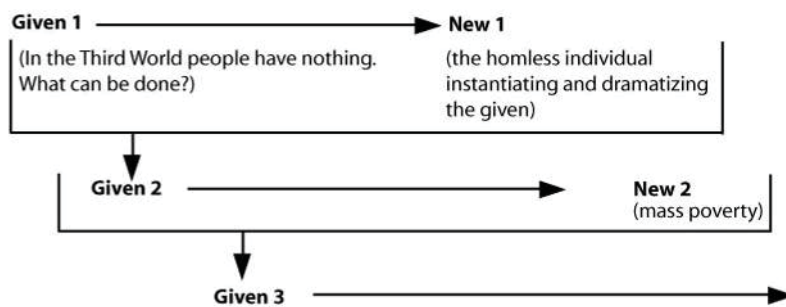 Given 1 New 1
(In the Third World people have nothing. (the homless individual
What can be done?) instantiating and dramatizing
the given)
Given 2 New 2
(mass poverty)
Given 3